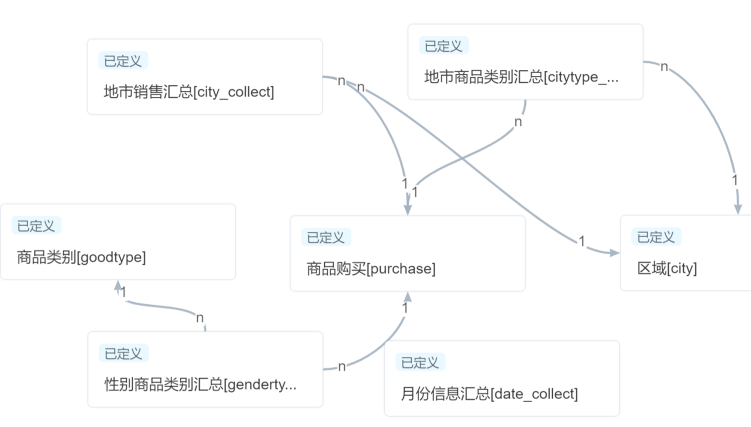 已定义
地市销售汇总[city_collect]
已定义
地市商品类别汇总[citytype_...
n
n
n
n
1
1
1
1
已定义
商品类别[goodtype]
已定义
商品购买[purchase]
已定义
区域[city]
1
n
1
n
已定义
性别商品类别汇总[genderty...
已定义
月份信息汇总[date_collect]